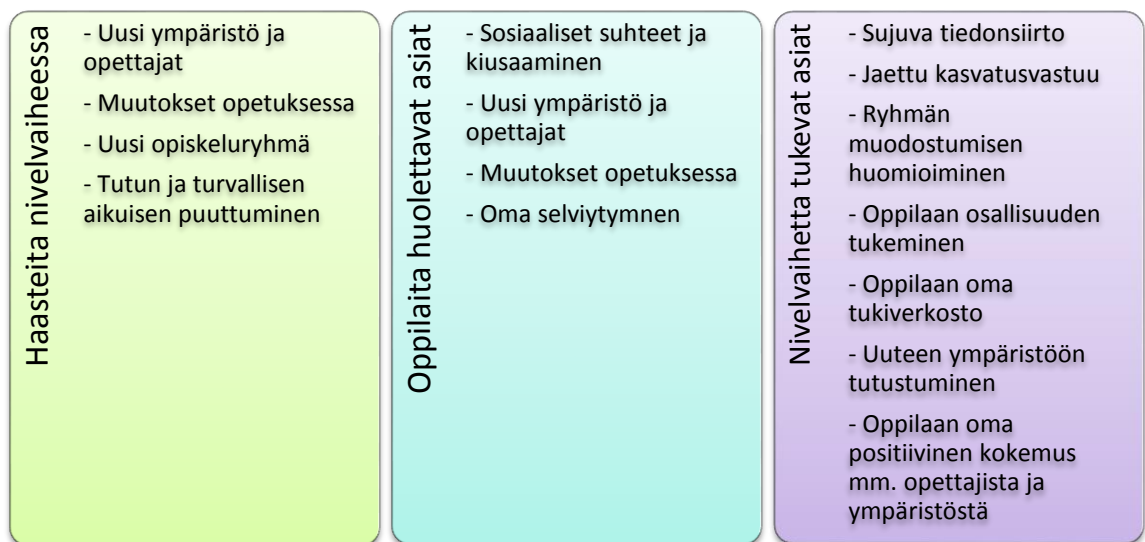 Haasteita nivelvaiheessa
- Uusi ympäristö ja
opettajat
- Muutokset opetuksessa
- Uusi opiskeluryhmä
- Tutun ja turvallisen
aikuisen puuttuminen
Oppilaita huolettavat asiat
- Sosiaaliset suhteet ja
kiusaaminen
- Uusi ympäristö ja
opettajat
- Muutokset opetuksessa
- Oma selviytymnen
Nivelvaihetta tukevat asiat
- Sujuva tiedonsiirto
- Jaettu kasvatusvastuu
- Ryhmän
muodostumisen
huomioiminen
- Oppilaan osallisuuden
tukeminen
- Oppilaan oma
tukiverkosto
- Uuteen ympäristöön
tutustuminen
- Oppilaan oma
positiivinen kokemus
mm. opettajista ja
ympäristöstä